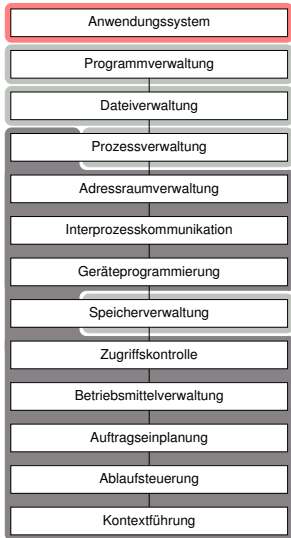 Anwendungssystem
Programmverwaltung
Dateiverwaltung
Prozessverwaltung
Adressraumverwaltung
Interprozesskommunikation
Geräteprogrammierung
Speicherverwaltung
Zugriffskontrolle
Betriebsmittelverwaltung
Auftragseinplanung
Ablaufsteuerung
Kontextführung